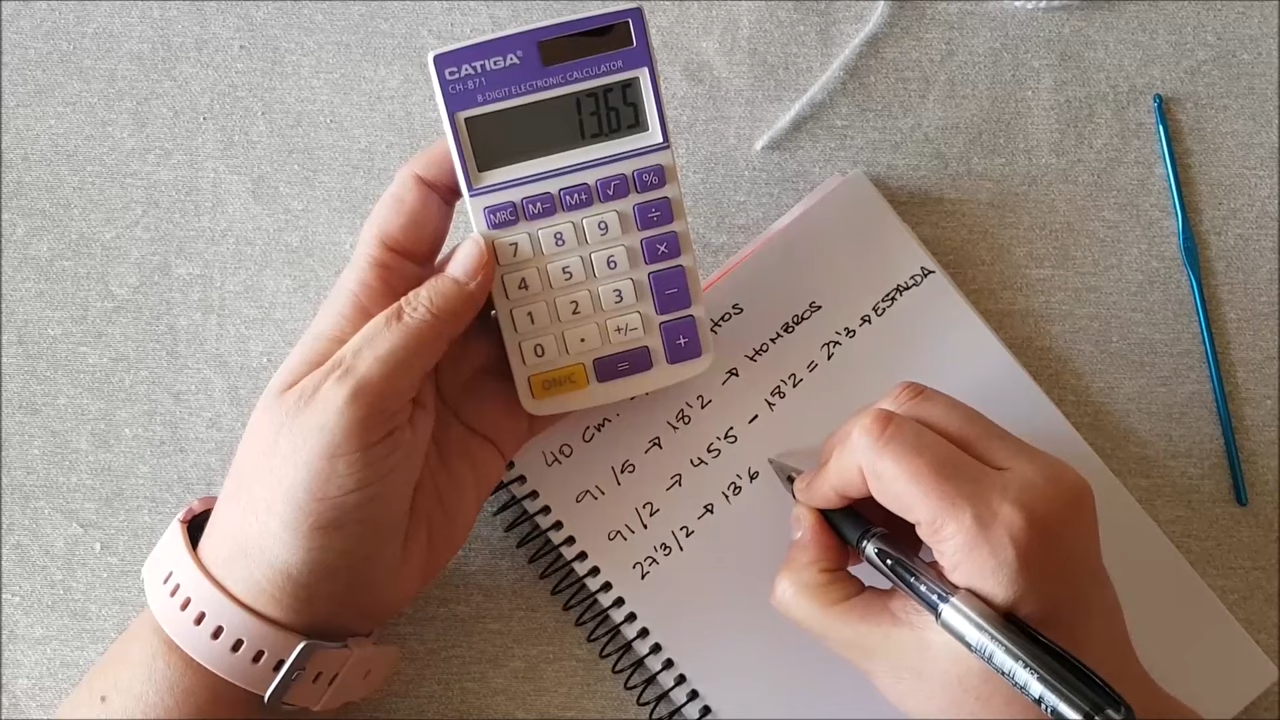 CATIGA®
CH-871
8-DIGIT ELECTRONIC CALCULATOR
13.65
MRC M− M+ √ %
7 8 9 ÷
4 5 6 ×
1 2 3 −
0 · +/− +
ON/C =
40 cm.
91/5 → 18'2 → HOMBROS
91/2 → 45'5 − 18'2 = 27'3 → ESPALDA
27'3/2 → 13'6